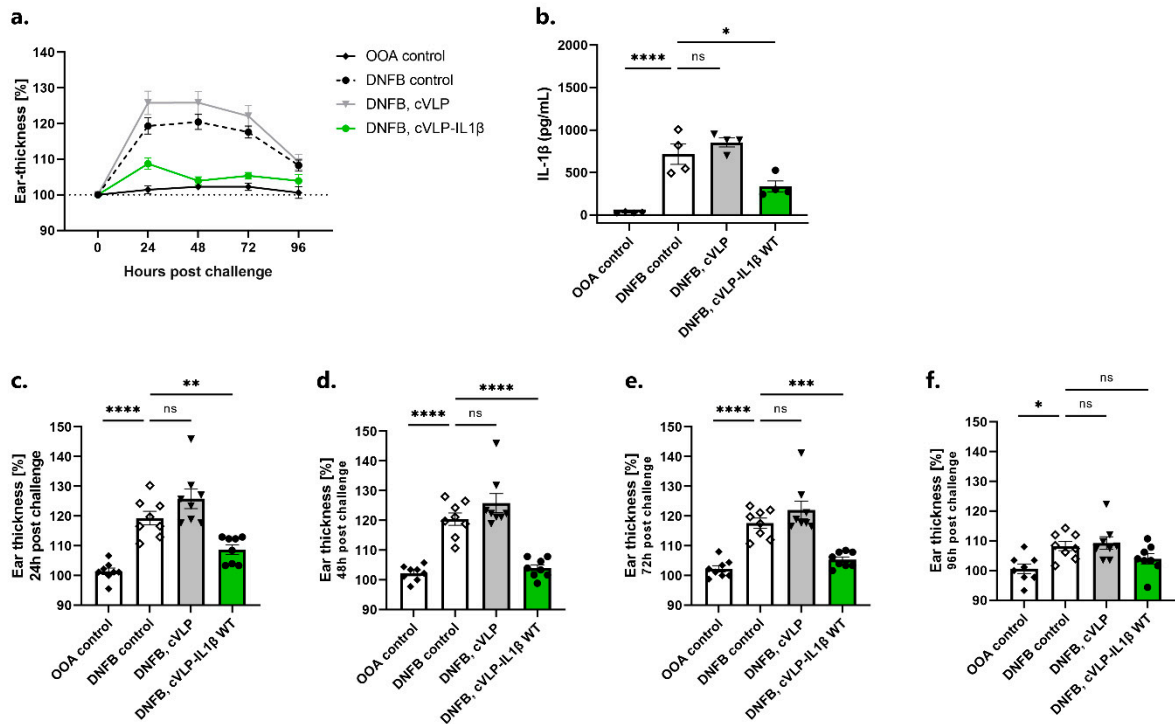 a.
Ear-thickness [%]
140
130
120
110
100
90
0
24
48
72
96
Hours post challenge
OOA control
DNFB control
DNFB, cVLP
DNFB, cVLP-IL1β
b.
IL-1β (pg/mL)
2000
1500
1000
500
0
****
ns
*
OOA control
DNFB control
DNFB, cVLP
DNFB, cVLP-IL1β WT
c.
Ear thickness [%]
24h post challenge
150
140
130
120
110
100
90
**
****
ns
OOA control
DNFB control
DNFB, cVLP
DNFB, cVLP-IL1β WT
d.
Ear thickness [%]
48h post challenge
150
140
130
120
110
100
90
****
****
ns
OOA control
DNFB control
DNFB, cVLP
DNFB, cVLP-IL1β WT
e.
Ear thickness [%]
72h post challenge
150
140
130
120
110
100
90
***
****
ns
OOA control
DNFB control
DNFB, cVLP
DNFB, cVLP-IL1β WT
f.
Ear thickness [%]
96h post challenge
150
140
130
120
110
100
90
ns
*
ns
OOA control
DNFB control
DNFB, cVLP
DNFB, cVLP-IL1β WT